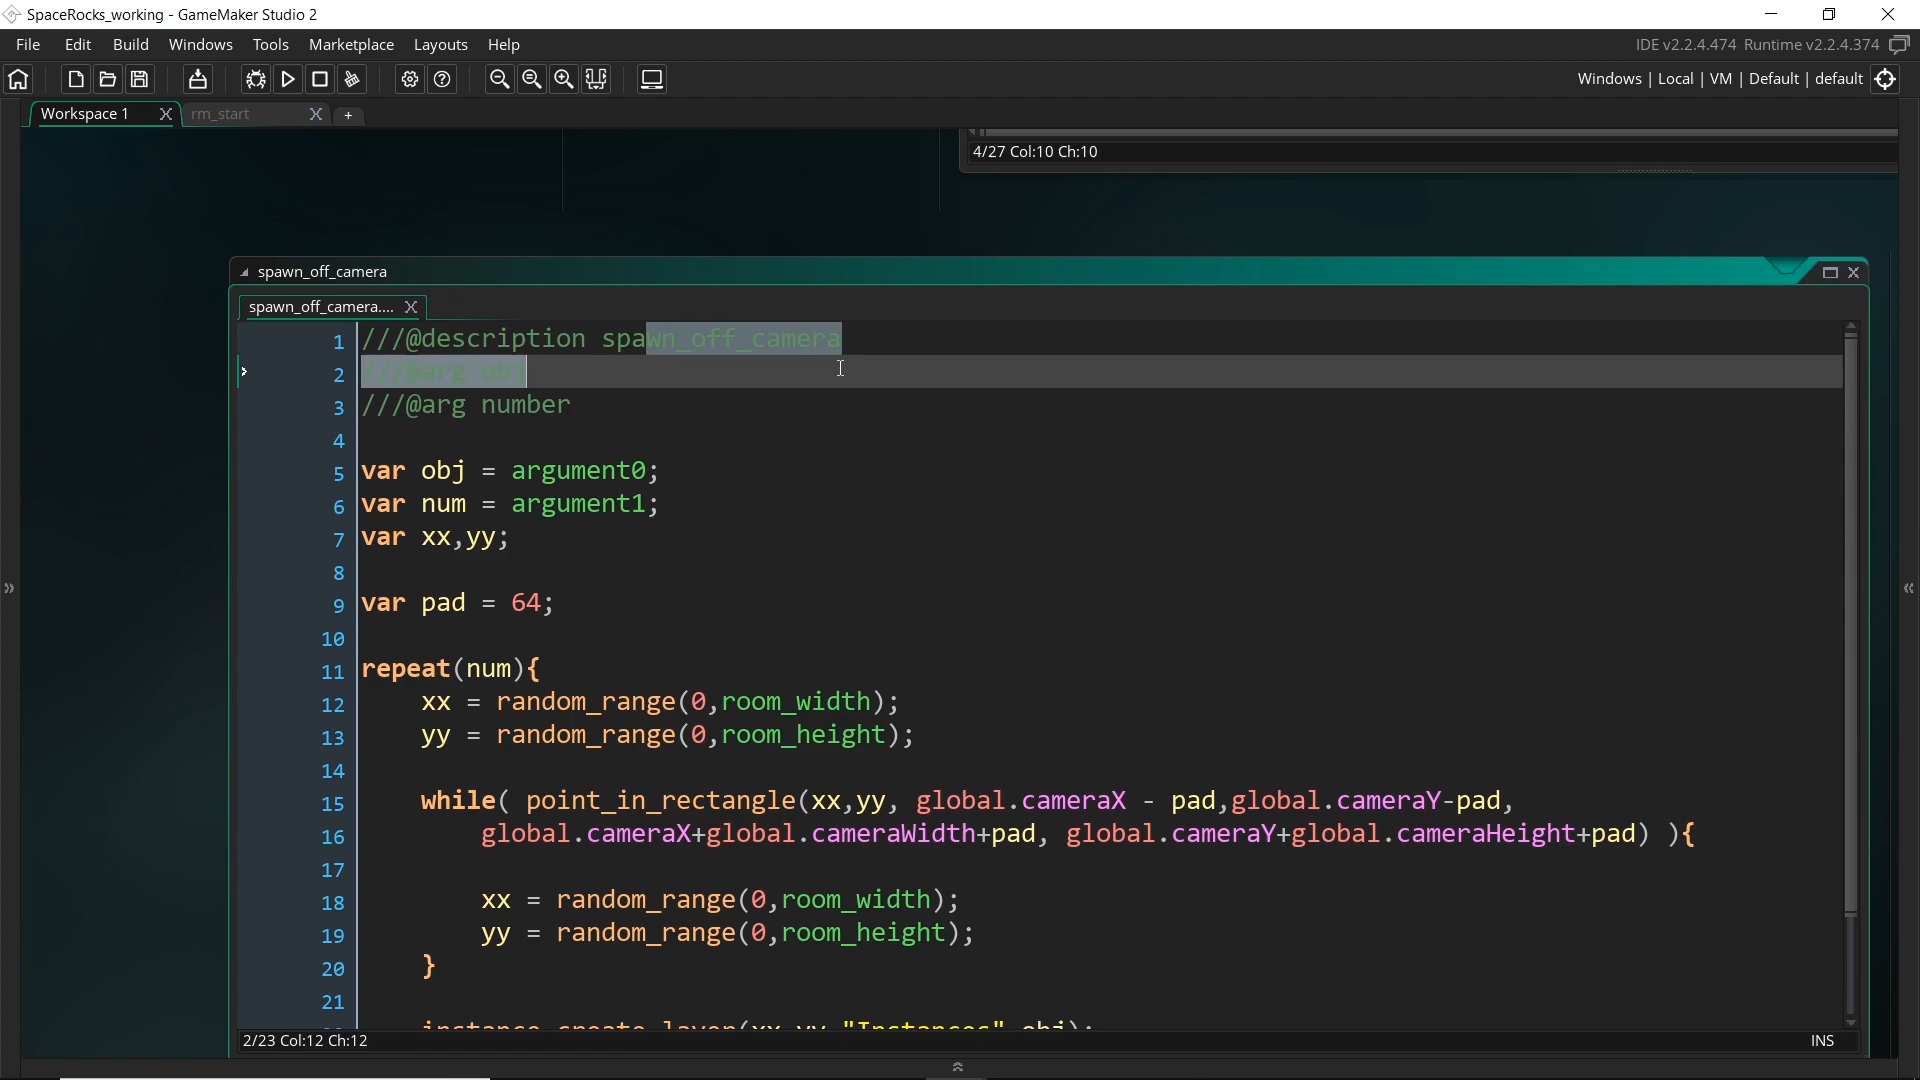 SpaceRocks_working - GameMaker Studio 2
File Edit Build Windows Tools Marketplace Layouts Help
IDE v2.2.4.474 Runtime v2.2.4.374
Windows | Local | VM | Default | default
Workspace 1
rm_start
4/27 Col:10 Ch:10
spawn_off_camera
spawn_off_camera....
1 ///@description spawn_off_camera
2 ///@arg obj
3 ///@arg number
4
5 var obj = argument0;
6 var num = argument1;
7 var xx,yy;
8
9 var pad = 64;
10
11 repeat(num){
12 xx = random_range(0,room_width);
13 yy = random_range(0,room_height);
14
15 while( point_in_rectangle(xx,yy, global.cameraX - pad,global.cameraY-pad,
16 global.cameraX+global.cameraWidth+pad, global.cameraY+global.cameraHeight+pad) ){
17
18 xx = random_range(0,room_width);
19 yy = random_range(0,room_height);
20 }
21
instance_create_layer(xx,yy,"Instances",obj);
2/23 Col:12 Ch:12
INS